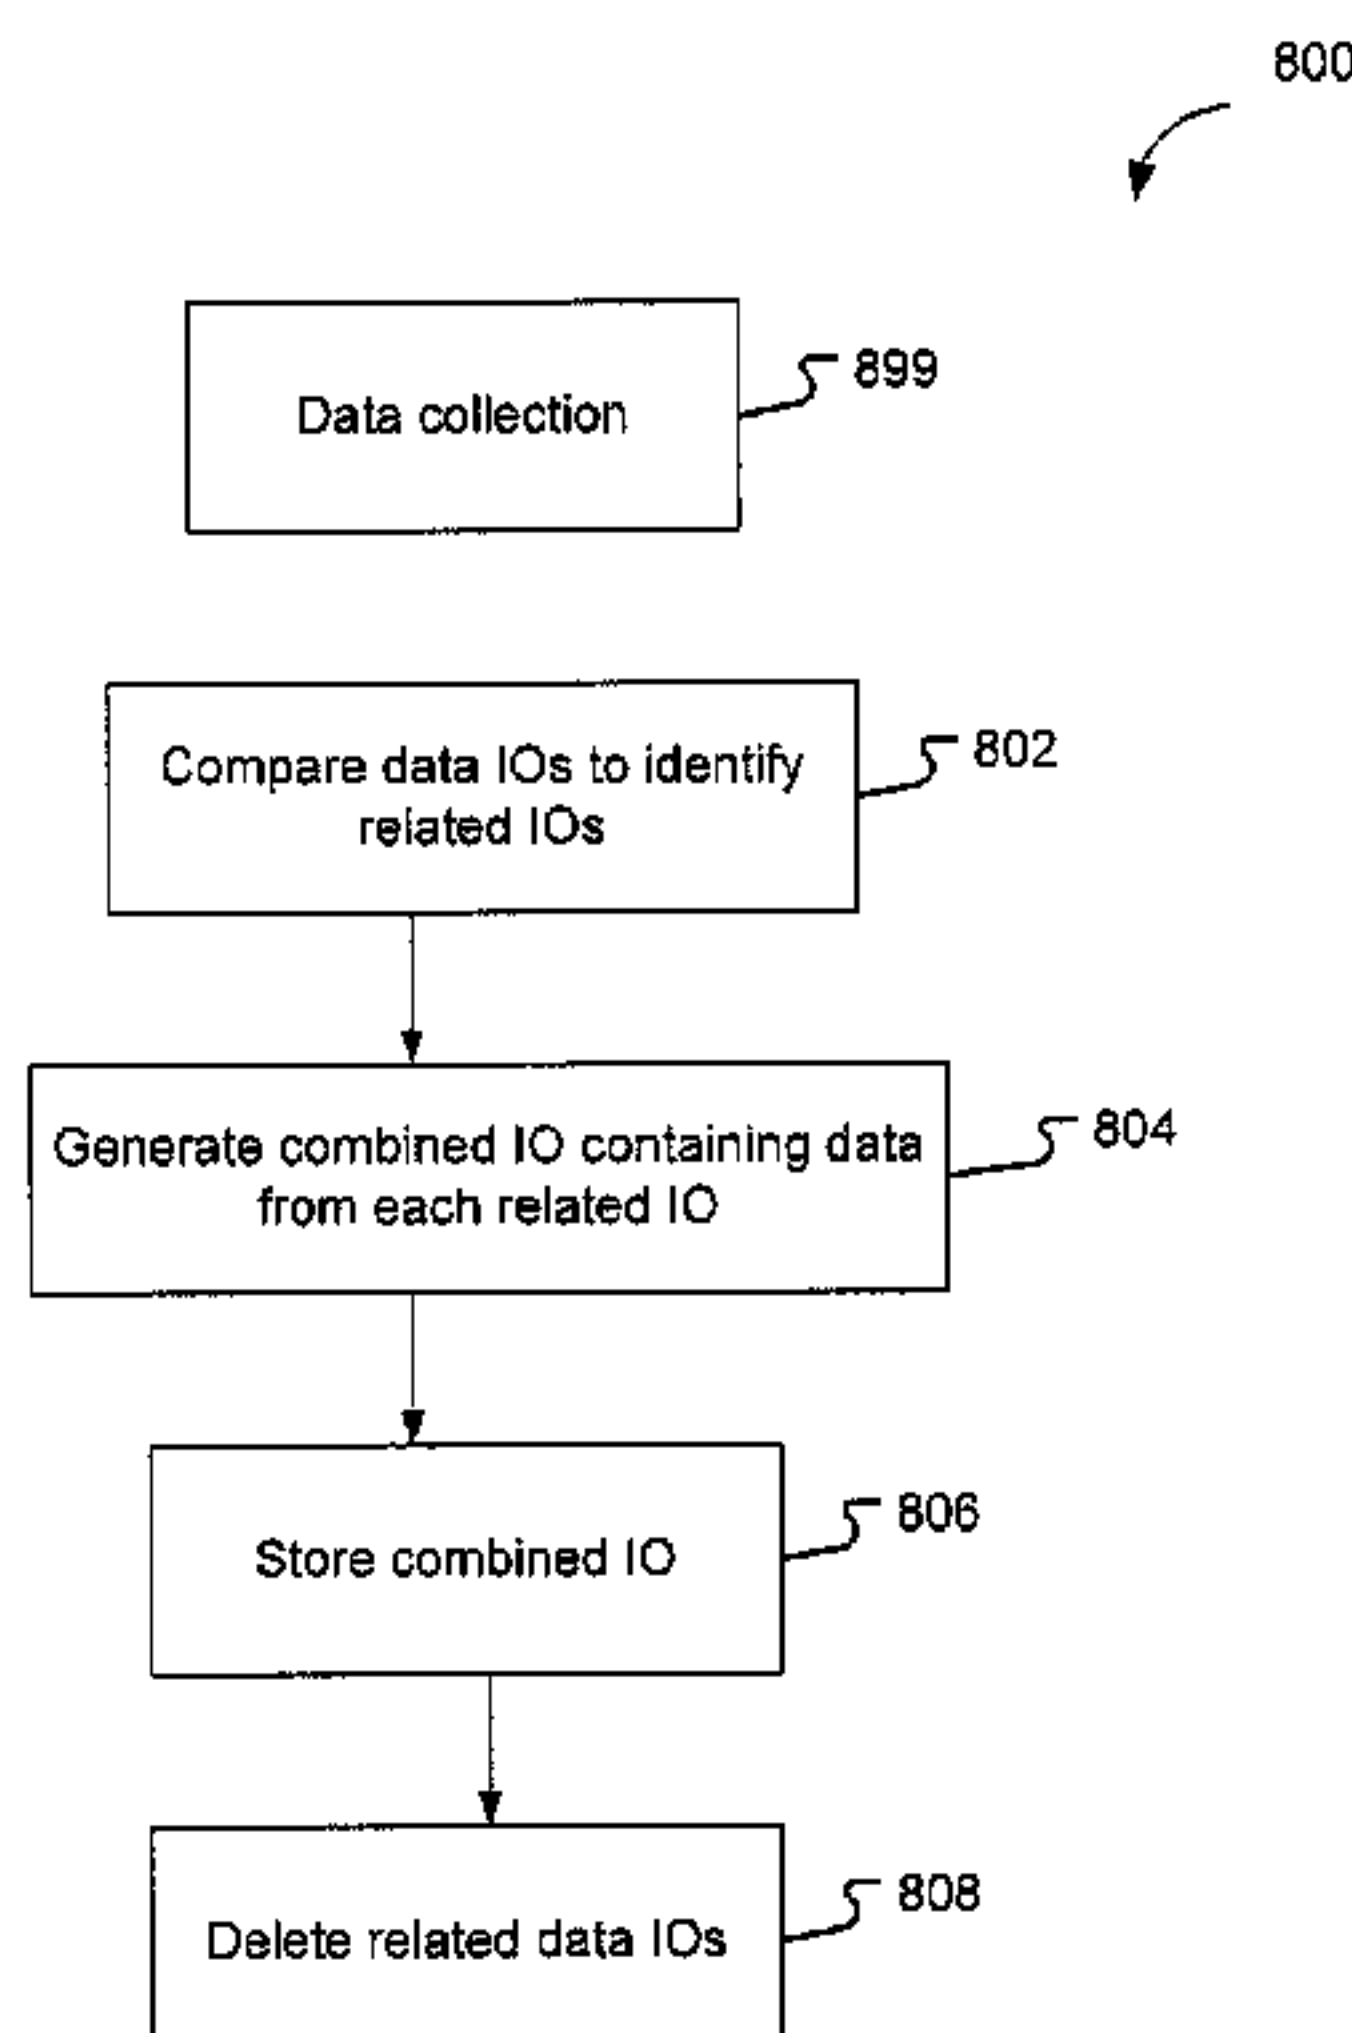 800
Data collection
899
Compare data IOs to identify
related IOs
802
Generate combined IO containing data
from each related IO
804
Store combined IO
806
Delete related data IOs
808